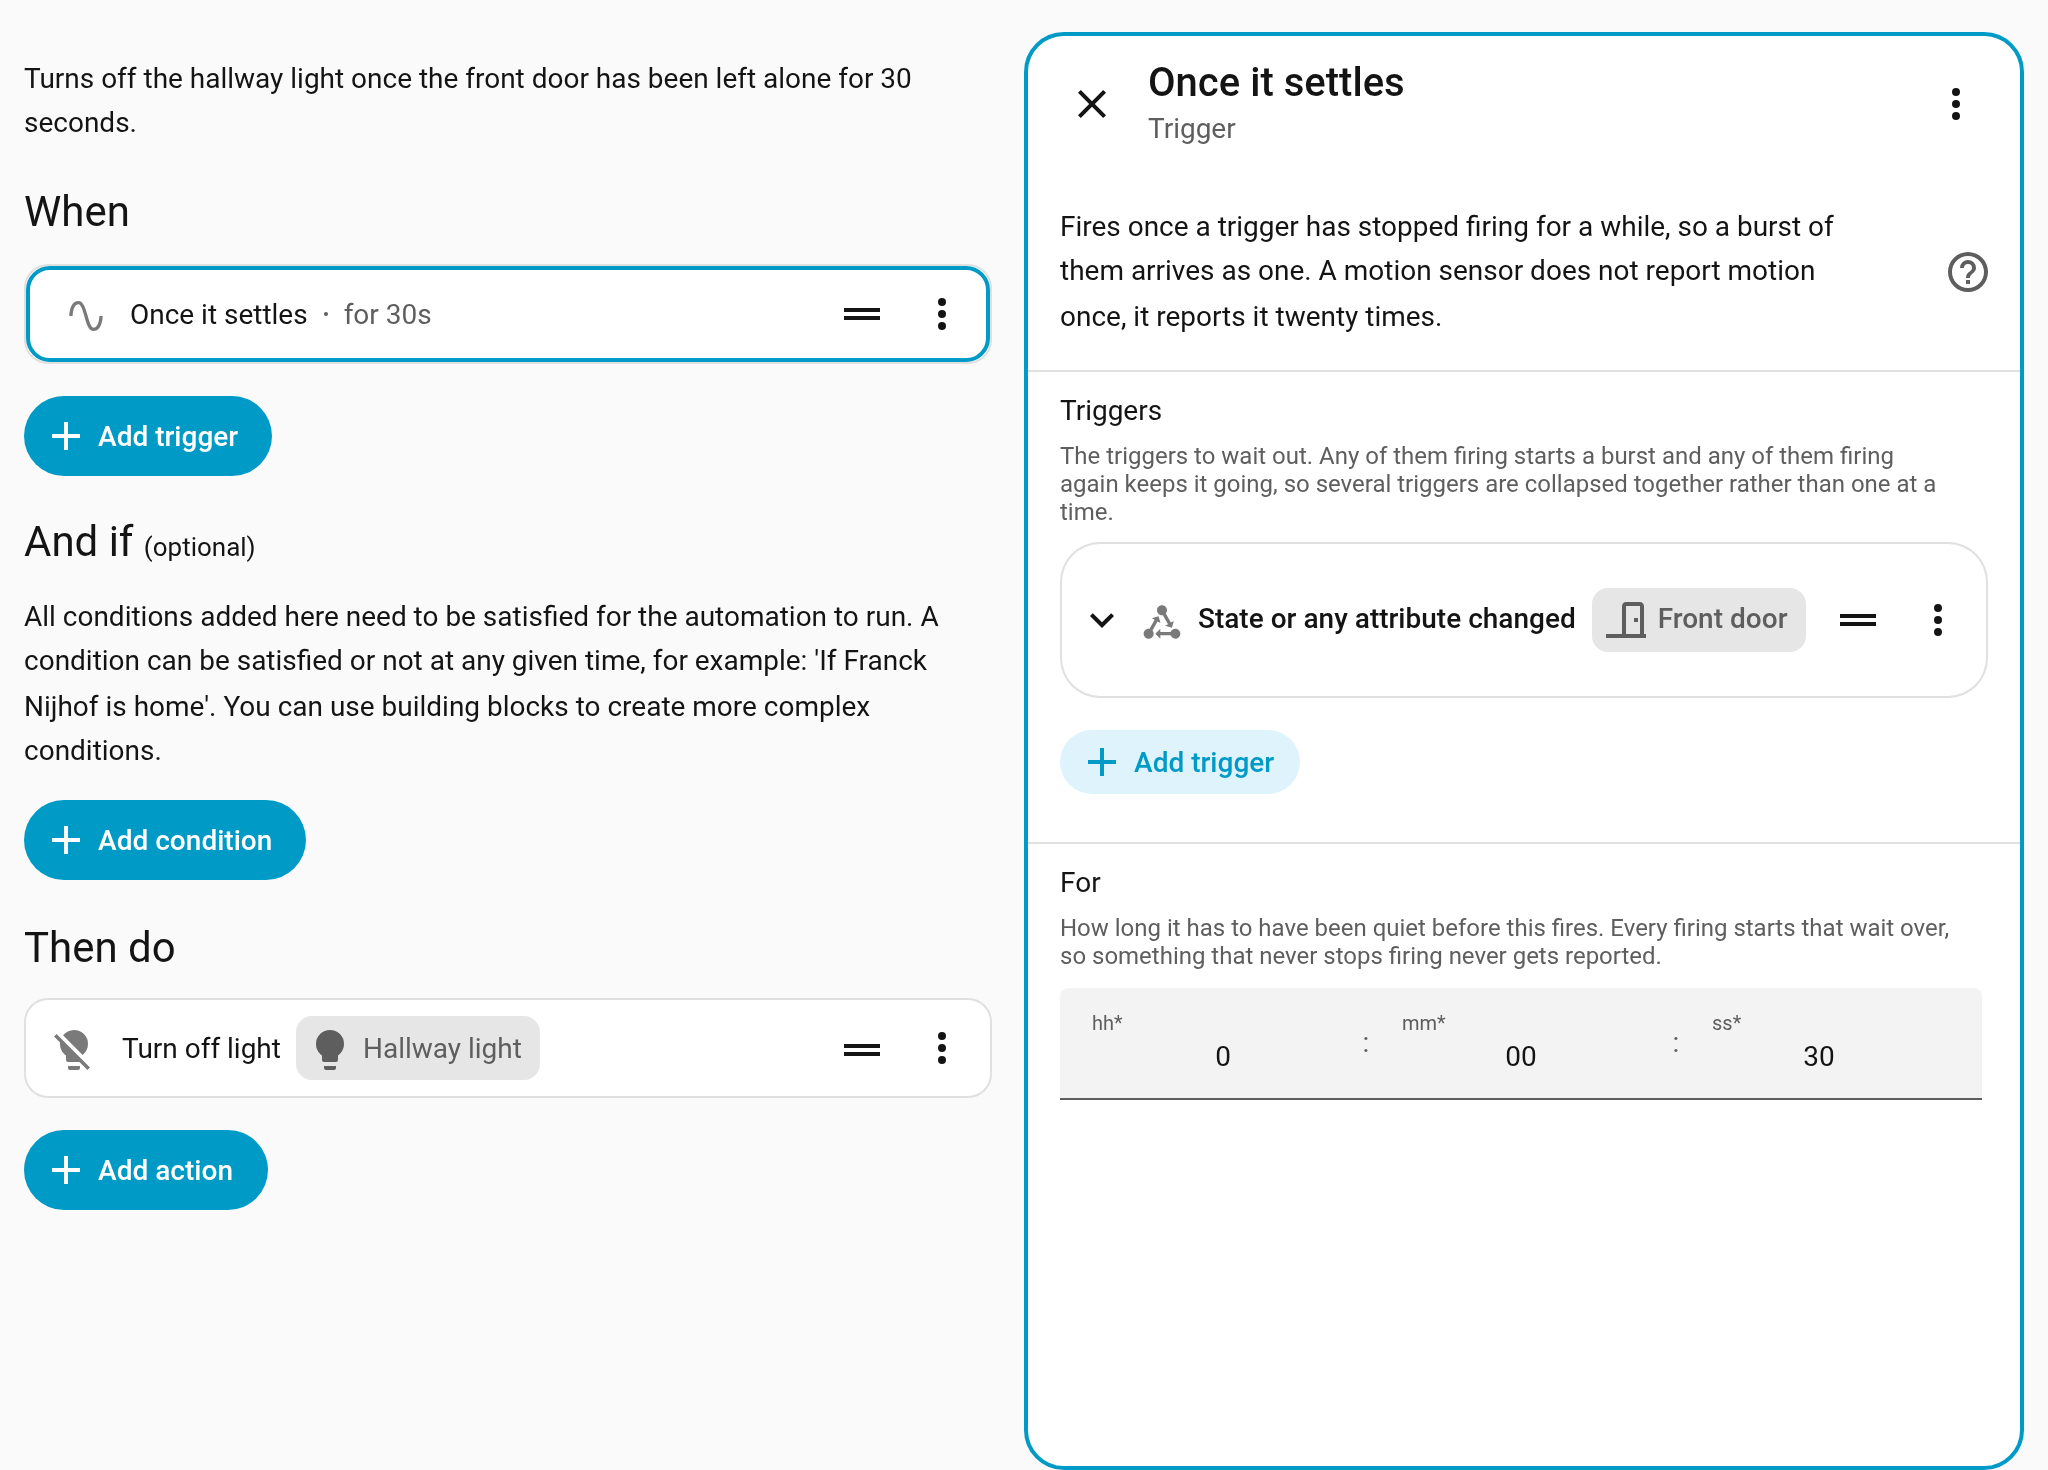 Turns off the hallway light once the front door has been left alone for 30
seconds.
When
Once it settles · for 30s
Add trigger
And if (optional)
All conditions added here need to be satisfied for the automation to run. A
condition can be satisfied or not at any given time, for example: 'If Franck
Nijhof is home'. You can use building blocks to create more complex
conditions.
Add condition
Then do
Turn off light Hallway light
Add action
Once it settles
Trigger
Fires once a trigger has stopped firing for a while, so a burst of
them arrives as one. A motion sensor does not report motion
once, it reports it twenty times.
Triggers
The triggers to wait out. Any of them firing starts a burst and any of them firing
again keeps it going, so several triggers are collapsed together rather than one at a
time.
State or any attribute changed Front door
Add trigger
For
How long it has to have been quiet before this fires. Every firing starts that wait over,
so something that never stops firing never gets reported.
hh* mm* ss*
0 : 00 : 30